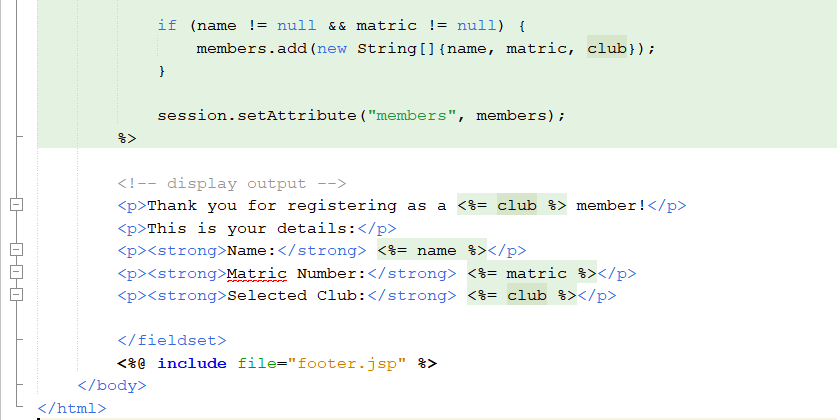 if (name != null && matric != null) {
members.add(new String[]{name, matric, club});
}
session.setAttribute("members", members);
%>
<!-- display output -->
<p>Thank you for registering as a <%= club %> member!</p>
<p>This is your details:</p>
<p><strong>Name:</strong> <%= name %></p>
<p><strong>Matric Number:</strong> <%= matric %></p>
<p><strong>Selected Club:</strong> <%= club %></p>
</fieldset>
<%@ include file="footer.jsp" %>
</body>
</html>